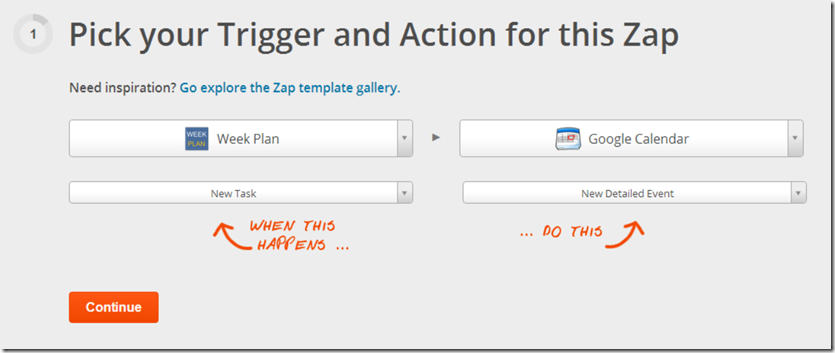 1
Pick your Trigger and Action for this Zap
Need inspiration? Go explore the Zap template gallery.
WEEK
PLAN
Week Plan
Google Calendar
New Task
New Detailed Event
WHEN THIS
HAPPENS ...
... DO THIS
Continue